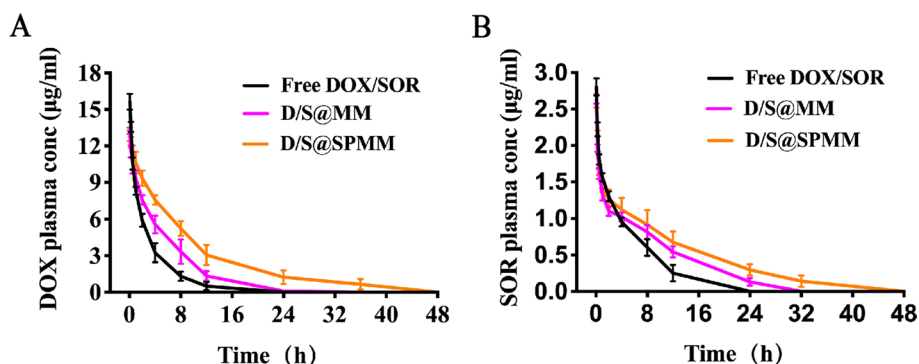 A
DOX plasma conc (μg/ml)
18
15
12
9
6
3
0
Free DOX/SOR
D/S@MM
D/S@SPMM
0 8 16 24 32 40 48
Time (h)
B
SOR plasma conc (μg/ml)
3.0
2.5
2.0
1.5
1.0
0.5
0.0
Free DOX/SOR
D/S@MM
D/S@SPMM
0 8 16 24 32 40 48
Time (h)